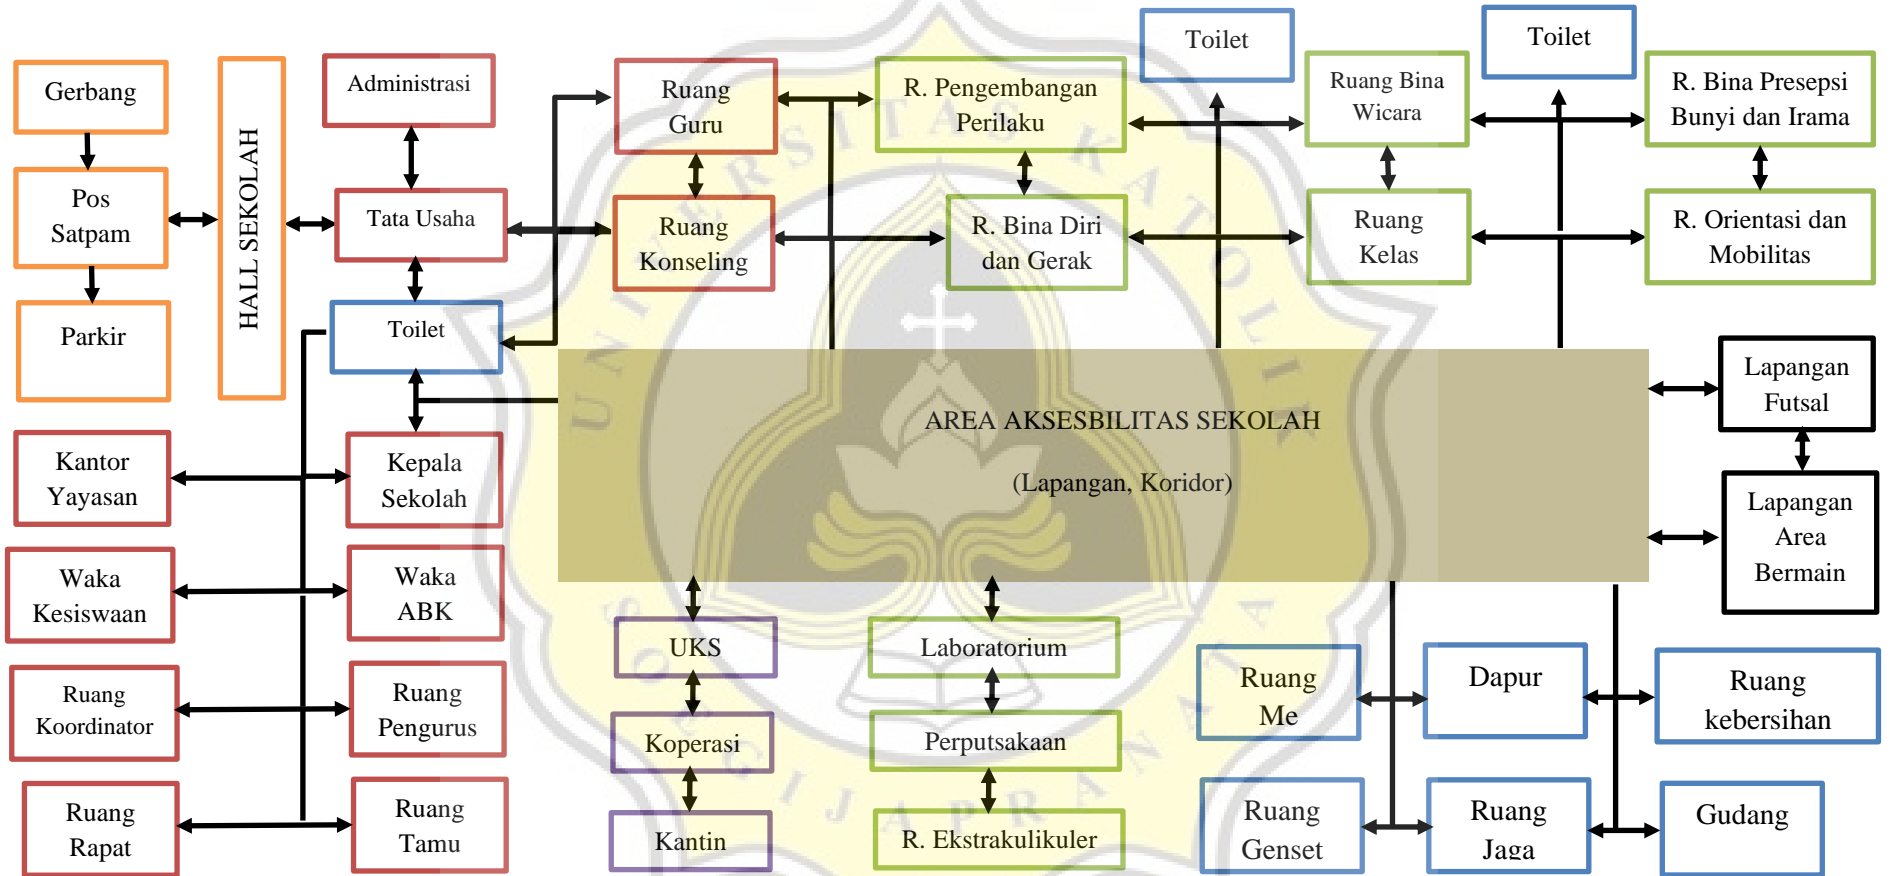 Toilet
Toilet
Gerbang
HALL SEKOLAH
Administrasi
Ruang
Guru
R. Pengembangan
Perilaku
Ruang Bina
Wicara
R. Bina Presepsi
Bunyi dan Irama
Pos
Satpam
Tata Usaha
Ruang
Konseling
R. Bina Diri
dan Gerak
Ruang
Kelas
R. Orientasi dan
Mobilitas
Parkir
Toilet
AREA AKSESBILITAS SEKOLAH
(Lapangan, Koridor)
Lapangan
Futsal
Kantor
Yayasan
Kepala
Sekolah
Lapangan
Area
Bermain
Waka
Kesiswaan
Waka
ABK
UKS
Laboratorium
Ruang
Me
Dapur
Ruang
kebersihan
Ruang
Koordinator
Ruang
Pengurus
Koperasi
Perputsakaan
Ruang
Rapat
Ruang
Tamu
Kantin
R. Ekstrakulikuler
Ruang
Genset
Ruang
Jaga
Gudang
UNIVERSITAS KATOLIK
SOEGIJAPRANATA